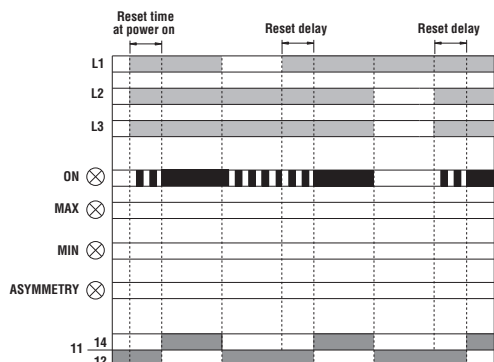 Reset time
at power on
Reset delay
Reset delay
L1
L2
L3
ON
MAX
MIN
ASYMMETRY
11 14
12